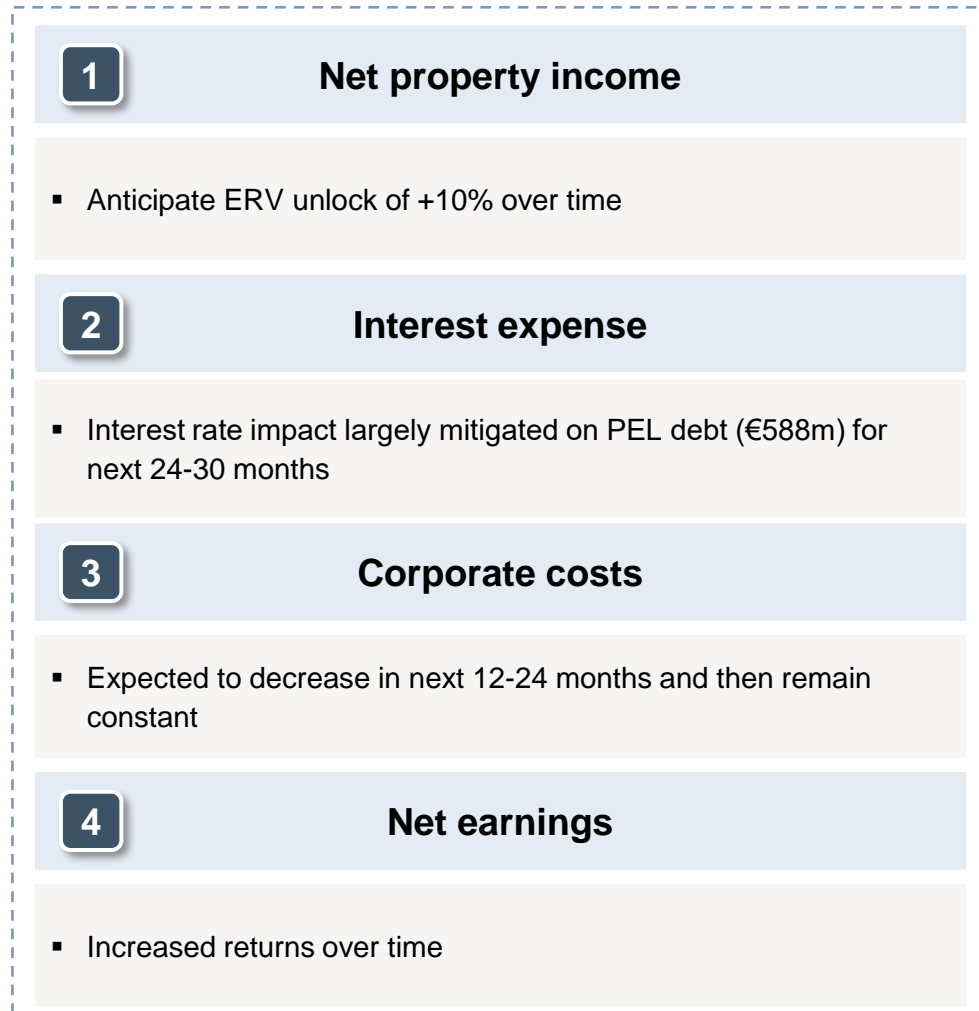 1
Net property income
▪ Anticipate ERV unlock of +10% over time
2
Interest expense
▪ Interest rate impact largely mitigated on PEL debt (€588m) for
next 24-30 months
3
Corporate costs
▪ Expected to decrease in next 12-24 months and then remain
constant
4
Net earnings
▪ Increased returns over time